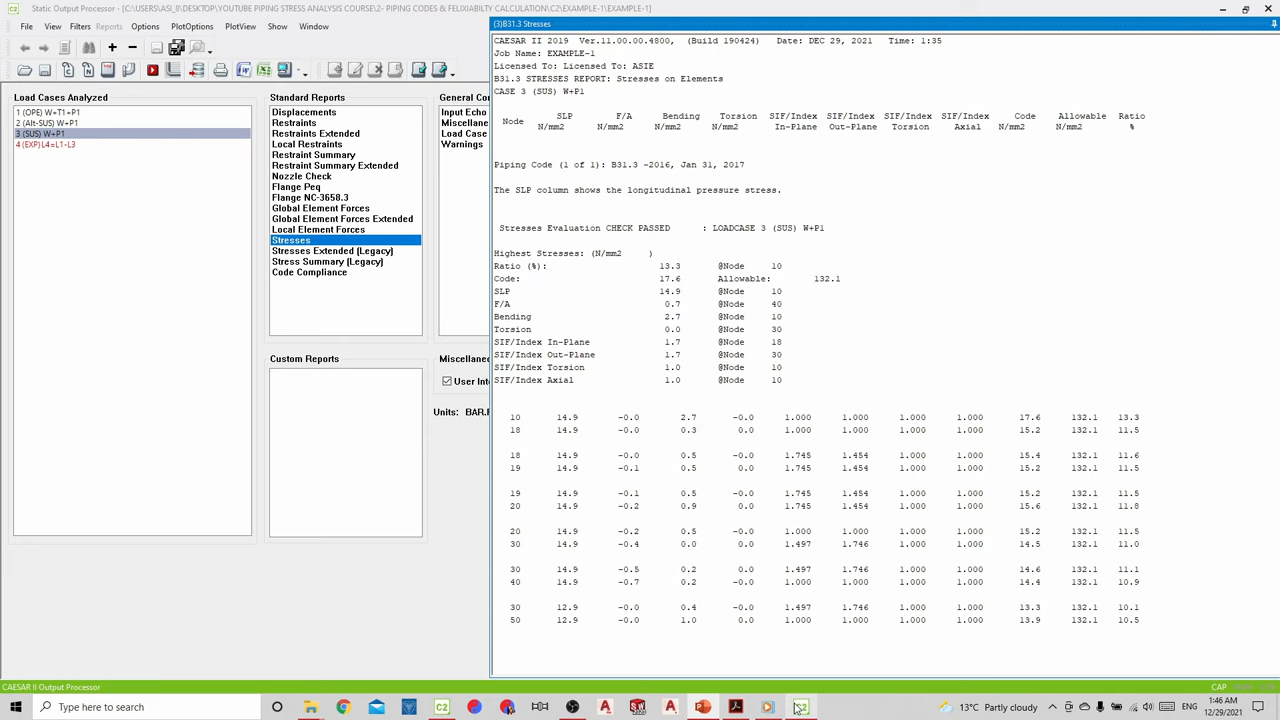 Static Output Processor - [C:\USERS\ASI_8\DESKTOP\YOUTUBE PIPING STRESS ANALYSIS COURSE\2- PIPING CODES & FELIXIABILTY CALCULATION\C2\EXAMPLE-1\EXAMPLE-1]
File View Filters Reports Options PlotOptions PlotView Show Window
Load Cases Analyzed
1 (OPE) W+T1+P1
2 (Alt-SUS) W+P1
3 (SUS) W+P1
4 (EXP) L4=L1-L3
Standard Reports
Displacements
Restraints
Restraints Extended
Local Restraints
Restraint Summary
Restraint Summary Extended
Nozzle Check
Flange Peq
Flange NC-3658.3
Global Element Forces
Global Element Forces Extended
Local Element Forces
Stresses
Stresses Extended (Legacy)
Stress Summary (Legacy)
Code Compliance
General Co
Input Echo
Miscellane
Load Case
Warnings
Custom Reports
Miscellane
User Inte
Units: BAR.F
(3)B31.3 Stresses
CAESAR II 2019 Ver.11.00.00.4800, (Build 190424) Date: DEC 29, 2021 Time: 1:35
Job Name: EXAMPLE-1
Licensed To: Licensed To: ASIE
B31.3 STRESSES REPORT: Stresses on Elements
CASE 3 (SUS) W+P1
SLP F/A Bending Torsion SIF/Index SIF/Index SIF/Index SIF/Index Code Allowable Ratio
Node N/mm2 N/mm2 N/mm2 N/mm2 In-Plane Out-Plane Torsion Axial N/mm2 N/mm2 %
Piping Code (1 of 1): B31.3 -2016, Jan 31, 2017
The SLP column shows the longitudinal pressure stress.
Stresses Evaluation CHECK PASSED : LOADCASE 3 (SUS) W+P1
Highest Stresses: (N/mm2 )
Ratio (%): 13.3 @Node 10
Code: 17.6 Allowable: 132.1
SLP 14.9 @Node 10
F/A 0.7 @Node 40
Bending 2.7 @Node 10
Torsion 0.0 @Node 30
SIF/Index In-Plane 1.7 @Node 18
SIF/Index Out-Plane 1.7 @Node 30
SIF/Index Torsion 1.0 @Node 10
SIF/Index Axial 1.0 @Node 10
10 14.9 -0.0 2.7 -0.0 1.000 1.000 1.000 1.000 17.6 132.1 13.3
18 14.9 -0.0 0.3 0.0 1.000 1.000 1.000 1.000 15.2 132.1 11.5
18 14.9 -0.0 0.5 -0.0 1.745 1.454 1.000 1.000 15.4 132.1 11.6
19 14.9 -0.1 0.5 0.0 1.745 1.454 1.000 1.000 15.2 132.1 11.5
19 14.9 -0.1 0.5 -0.0 1.745 1.454 1.000 1.000 15.2 132.1 11.5
20 14.9 -0.2 0.9 0.0 1.745 1.454 1.000 1.000 15.6 132.1 11.8
20 14.9 -0.2 0.5 -0.0 1.000 1.000 1.000 1.000 15.2 132.1 11.5
30 14.9 -0.4 0.0 0.0 1.497 1.746 1.000 1.000 14.5 132.1 11.0
30 14.9 -0.5 0.2 0.0 1.497 1.746 1.000 1.000 14.6 132.1 11.1
40 14.9 -0.7 0.2 -0.0 1.000 1.000 1.000 1.000 14.4 132.1 10.9
30 12.9 -0.0 0.4 -0.0 1.497 1.746 1.000 1.000 13.3 132.1 10.1
50 12.9 -0.0 1.0 0.0 1.000 1.000 1.000 1.000 13.9 132.1 10.5
CAESAR II Output Processor CAP
Type here to search
13°C Partly cloudy
1:46 AM
12/29/2021